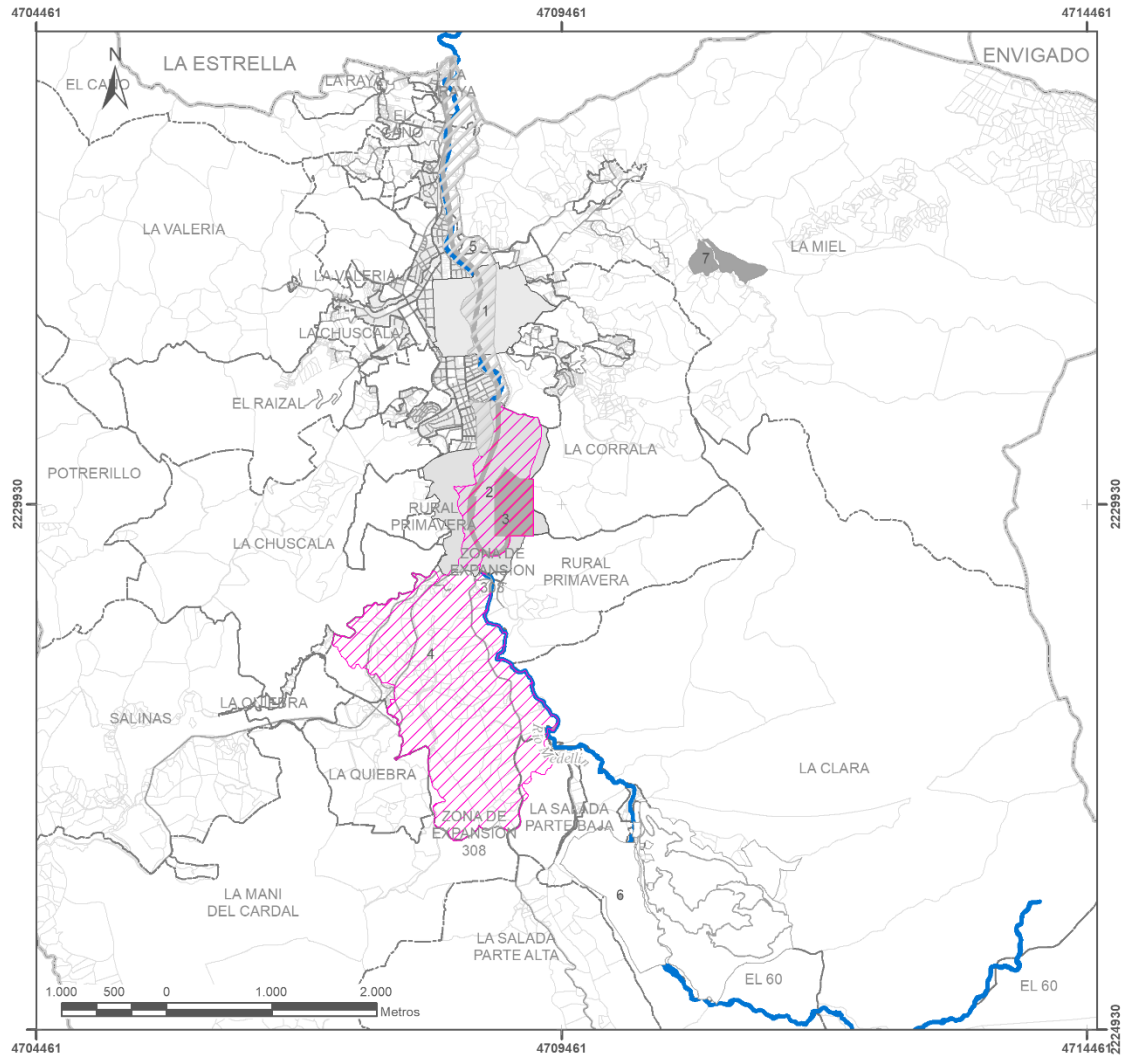 4704461
4709461
4714461
N
LA ESTRELLA
ENVIGADO
EL CAÑO
LA RAYA
LA
RAYA
EL
CAÑO
LA VALERIA
5
LA MIEL
7
LA VALERIA
1
LA CHUSCALA
EL RAIZAL
LA CORRALA
POTRERILLO
2229930
2
2229930
RURAL
PRIMAVERA
3
LA CHUSCALA
ZONA DE
EXPANSION
308
RURAL
PRIMAVERA
4
LA QUIEBRA
SALINAS
LA QUIEBRA
LA CLARA
ZONA DE
EXPANSION
308
LA SALADA
PARTE BAJA
LA MANI
DEL CARDAL
6
LA SALADA
PARTE ALTA
EL 60
EL 60
1.000 500 0 1.000 2.000
Metros
2224930
4704461
4709461
4714461